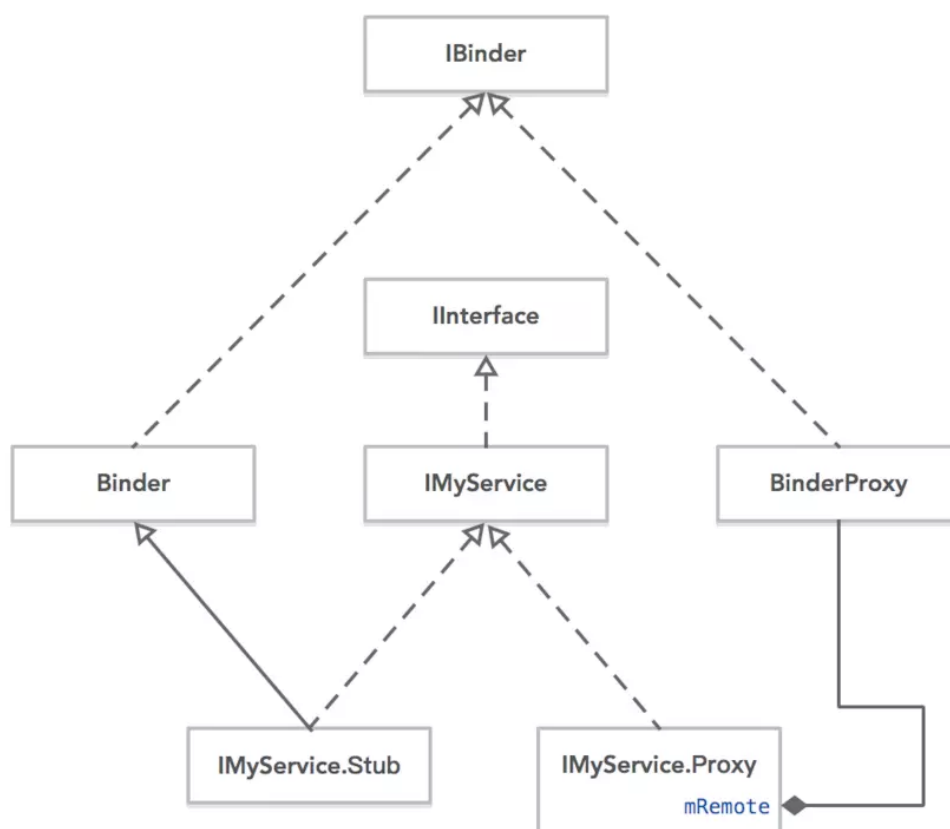 IBinder
IInterface
Binder
IMyService
BinderProxy
IMyService.Stub
IMyService.Proxy
mRemote